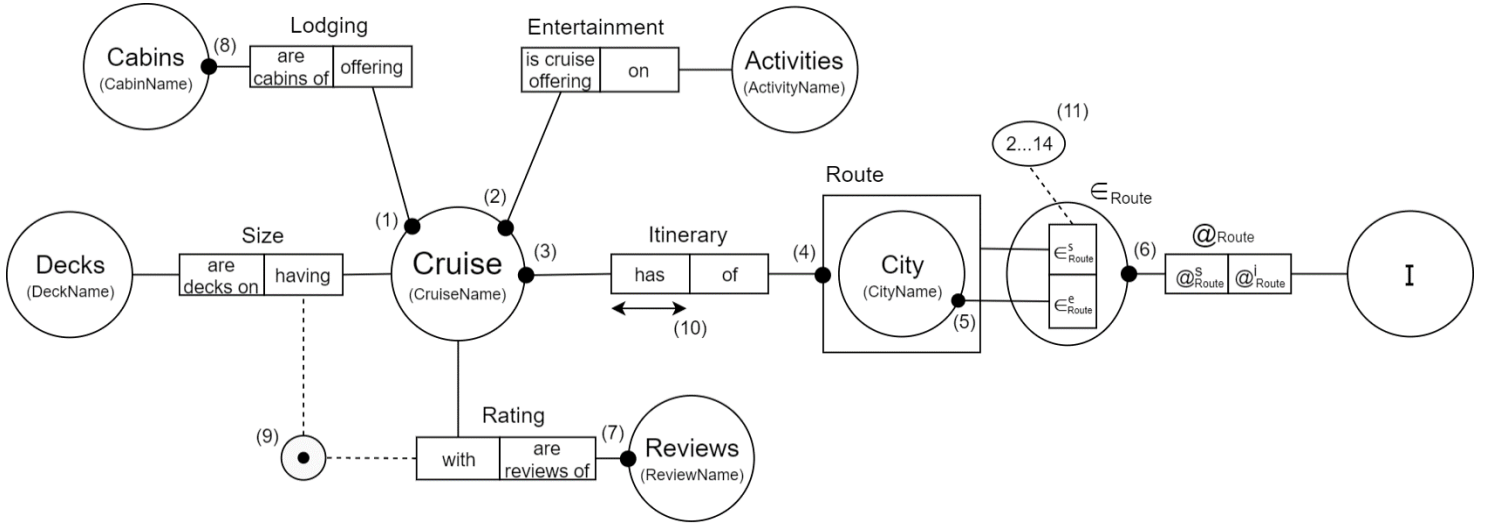 Lodging
Entertainment
Cabins
(CabinName)
(8)
are
cabins of
offering
is cruise
offering
on
Activities
(ActivityName)
(11)
2...14
Route
∈Route
(1)
(2)
Size
Decks
(DeckName)
are
decks on
having
Cruise
(CruiseName)
(3)
Itinerary
has
of
(10)
(4)
City
(CityName)
(5)
∈sRoute
∈eRoute
(6)
@Route
@sRoute
@iRoute
I
Rating
(9)
with
are
reviews of
(7)
Reviews
(ReviewName)